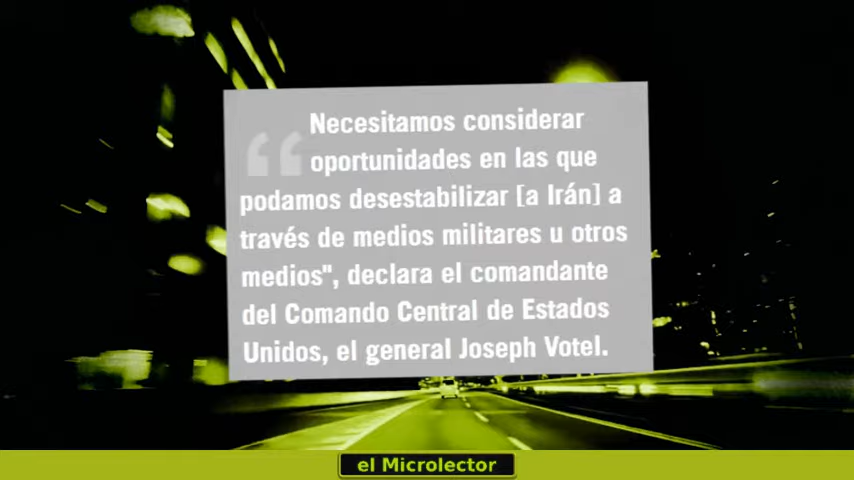 “ Necesitamos considerar
oportunidades en las que
podamos desestabilizar [a Irán] a
través de medios militares u otros
medios", declara el comandante
del Comando Central de Estados
Unidos, el general Joseph Votel.
el Microlector